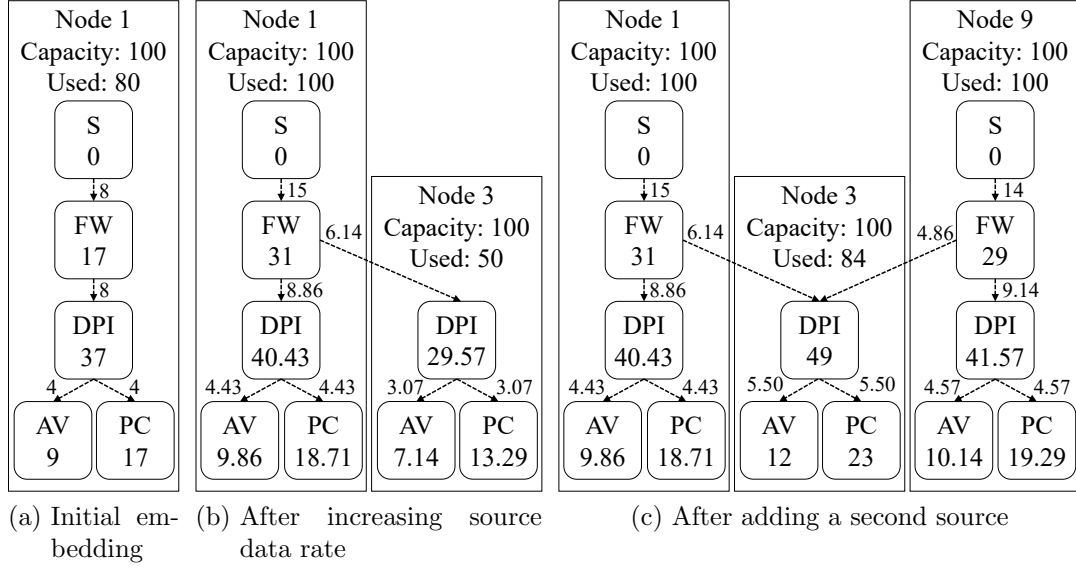 Node 1
Capacity: 100
Used: 80
S
0
8
FW
17
8
DPI
37
4
4
AV
9
PC
17
(a) Initial em-
bedding
Node 1
Capacity: 100
Used: 100
S
0
15
FW
31
6.14
8.86
DPI
40.43
4.43
4.43
AV
9.86
PC
18.71
Node 3
Capacity: 100
Used: 50
DPI
29.57
3.07
3.07
AV
7.14
PC
13.29
(b) After increasing source
data rate
Node 1
Capacity: 100
Used: 100
S
0
15
FW
31
6.14
8.86
DPI
40.43
4.43
4.43
AV
9.86
PC
18.71
Node 3
Capacity: 100
Used: 84
DPI
49
5.50
5.50
AV
12
PC
23
Node 9
Capacity: 100
Used: 100
S
0
14
FW
29
4.86
9.14
DPI
41.57
4.57
4.57
AV
10.14
PC
19.29
(c) After adding a second source